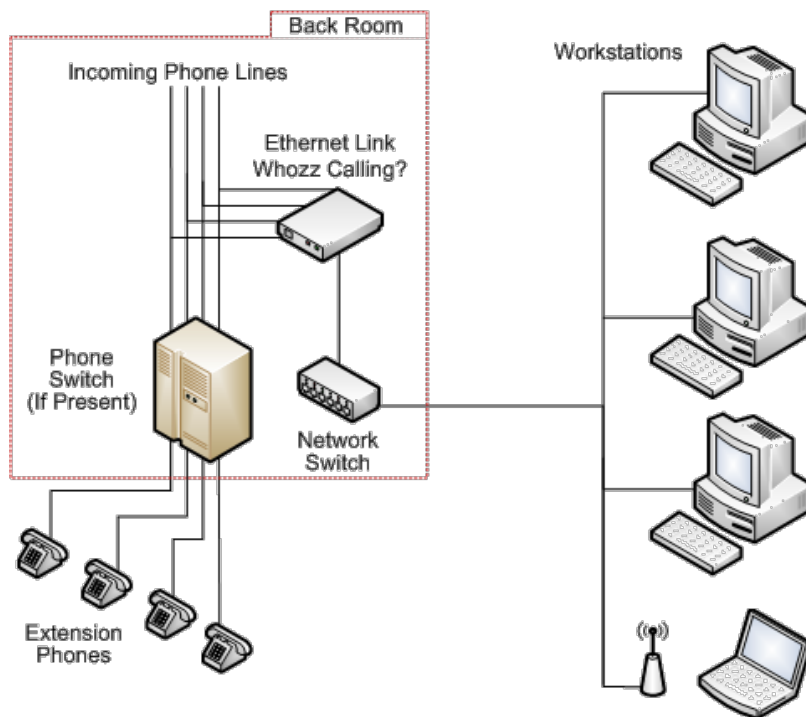 Back Room
Incoming Phone Lines
Workstations
Ethernet Link
Whozz Calling?
Phone
Switch
(If Present)
Network
Switch
Extension
Phones